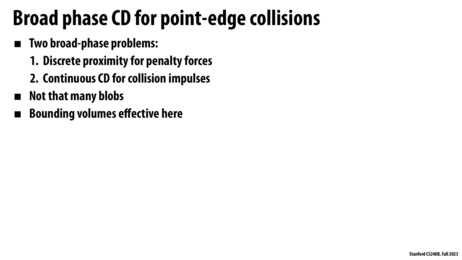 Broad phase CD for point-edge collisions
■ Two broad-phase problems:
1. Discrete proximity for penalty forces
2. Continuous CD for collision impulses
■ Not that many blobs
■ Bounding volumes effective here
Stanford CS248B, Fall 2023